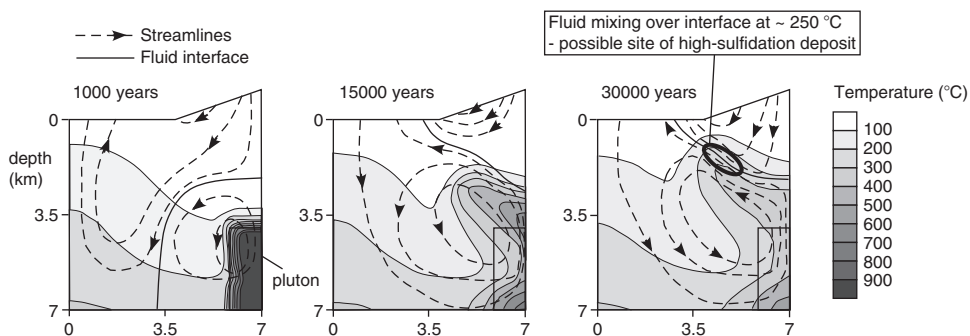 Fluid mixing over interface at ~ 250 °C
- possible site of high-sulfidation deposit
Streamlines
Fluid interface
1000 years
15000 years
30000 years
Temperature (°C)
0
depth
(km)
3.5
7
0
3.5
7
pluton
0
3.5
7
0
3.5
7
0
3.5
7
0
3.5
7
100
200
300
400
500
600
700
800
900